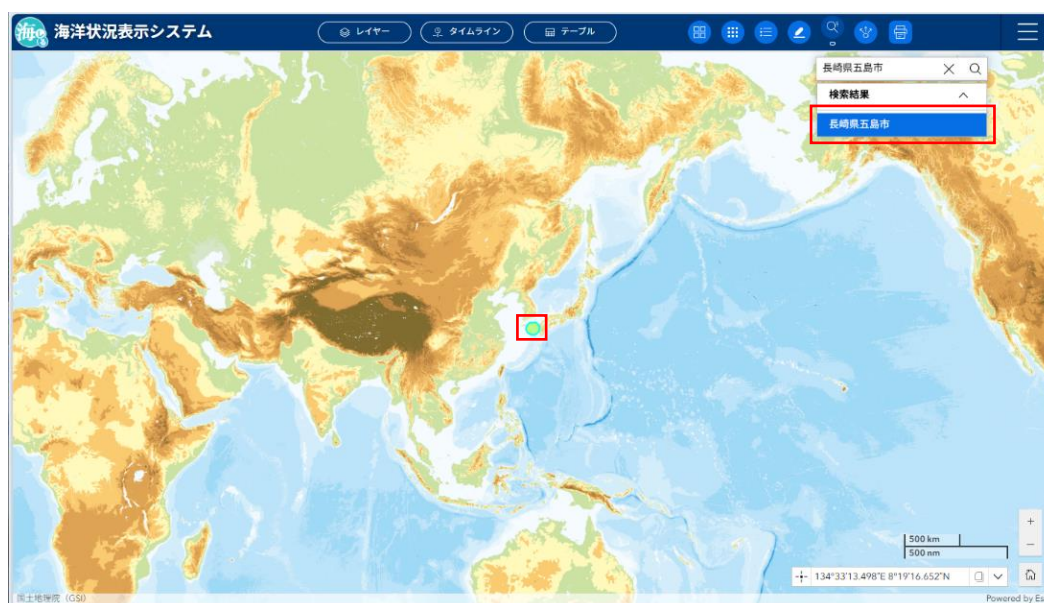 海しる 海洋状況表示システム
レイヤー
タイムライン
テーブル
長崎県五島市
検索結果
長崎県五島市
500 km
500 nm
134°33'13.498"E 8°19'16.652"N
国土地理院 (GSI)
Powered by Es